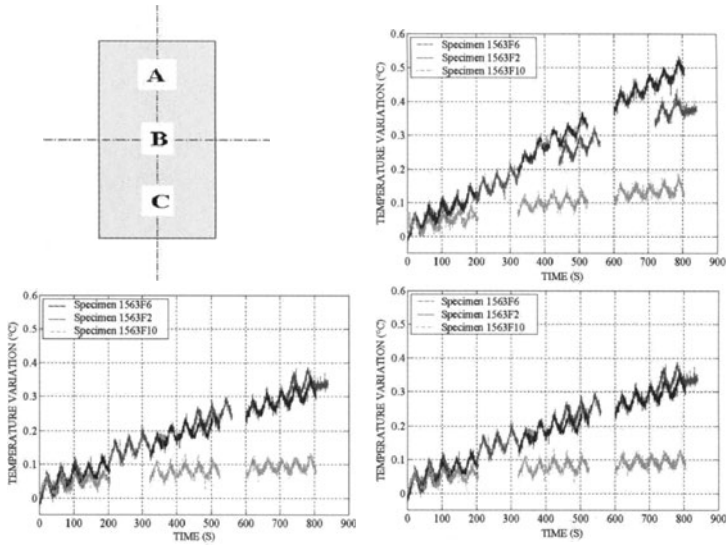 A
B
C
Specimen 1563F6
Specimen 1563F2
Specimen 1563F10
TEMPERATURE VARIATION (°C)
0.6
0.5
0.4
0.3
0.2
0.1
0
0 100 200 300 400 500 600 700 800 900
TIME (S)
Specimen 1563F6
Specimen 1563F2
Specimen 1563F10
TEMPERATURE VARIATION (°C)
0.6
0.5
0.4
0.3
0.2
0.1
0
0 100 200 300 400 500 600 700 800 900
TIME (S)
Specimen 1563F6
Specimen 1563F2
Specimen 1563F10
TEMPERATURE VARIATION (°C)
0.6
0.5
0.4
0.3
0.2
0.1
0
0 100 200 300 400 500 600 700 800 900
TIME (S)